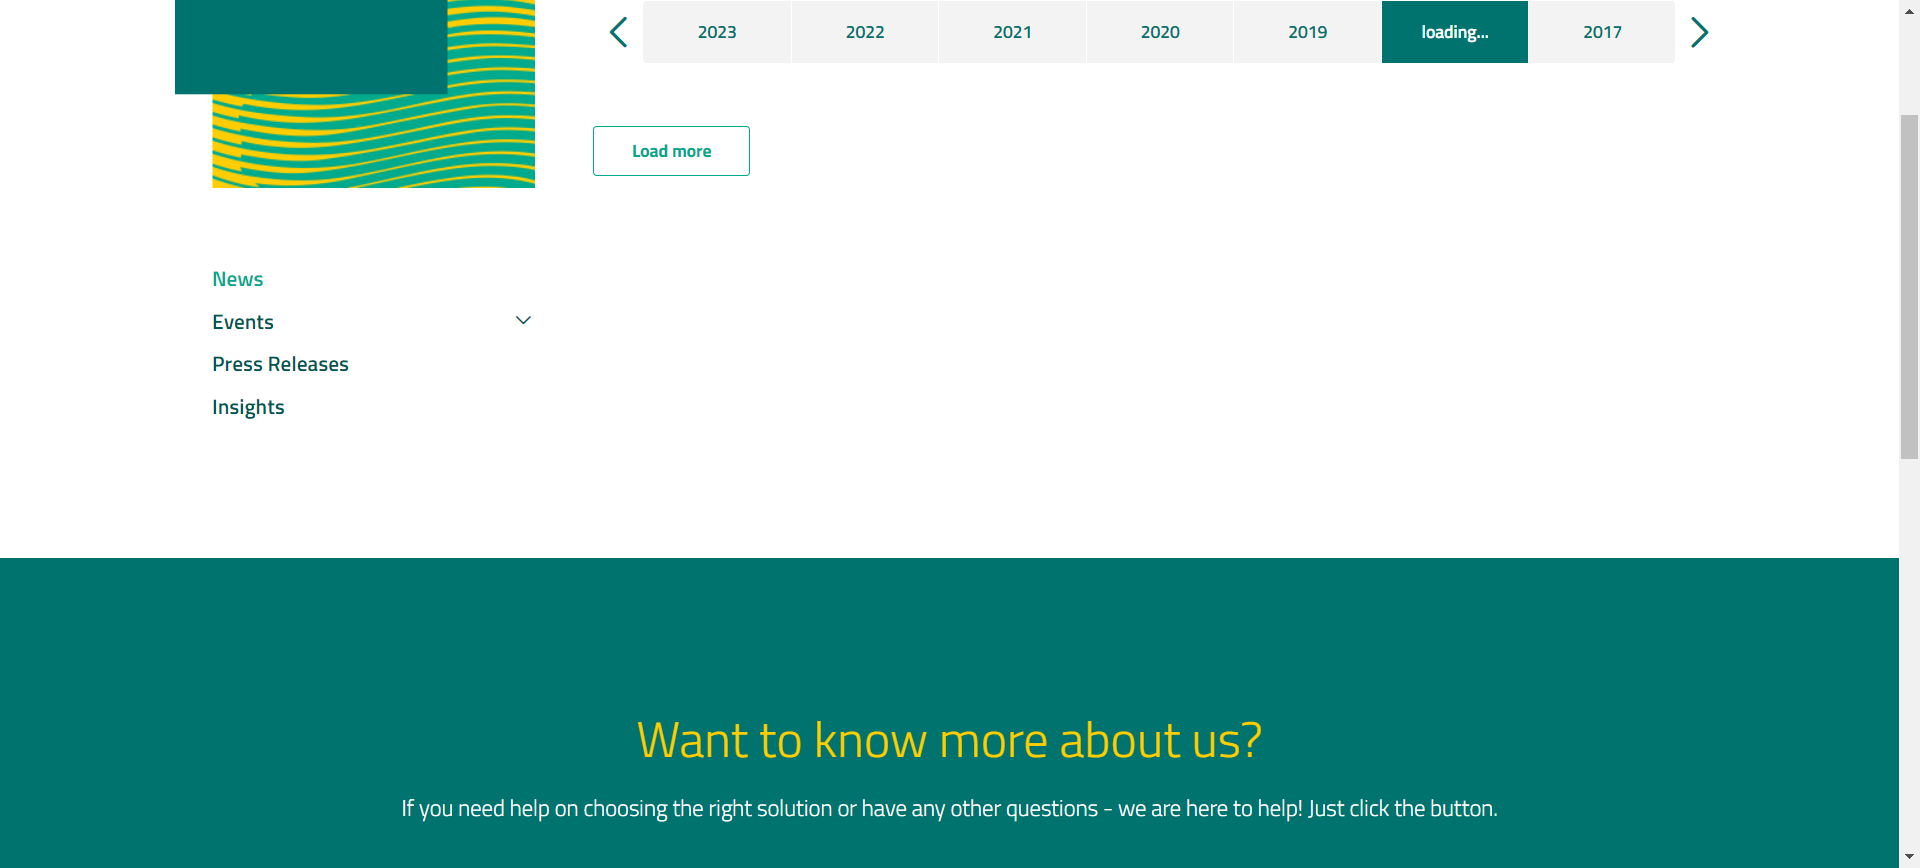 2023 2022 2021 2020 2019 loading... 2017
Load more
News
Events
Press Releases
Insights
Want to know more about us?
If you need help on choosing the right solution or have any other questions - we are here to help! Just click the button.